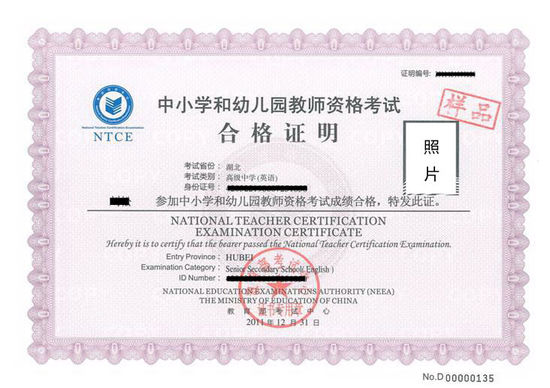 证明编号:
中小学和幼儿园教师资格考试
合格证明
样品
National Teacher Certification Examination
NTCE
照
片
考试省份: 湖北
考试类别: 高级中学(英语)
身份证号:
参加中小学和幼儿园教师资格考试成绩合格，特发此证。
NATIONAL TEACHER CERTIFICATION
EXAMINATION CERTIFICATE
Hereby it is to certify that the bearer passed the National Teacher Certification Examination.
Entry Province : HUBEI
Examination Category : Senior Secondary School( English )
ID Number :
NATIONAL EDUCATION EXAMINATIONS AUTHORITY (NEEA)
THE MINISTRY OF EDUCATION OF CHINA
教育部考试中心
2011年 12月 31日
No.D 00000135